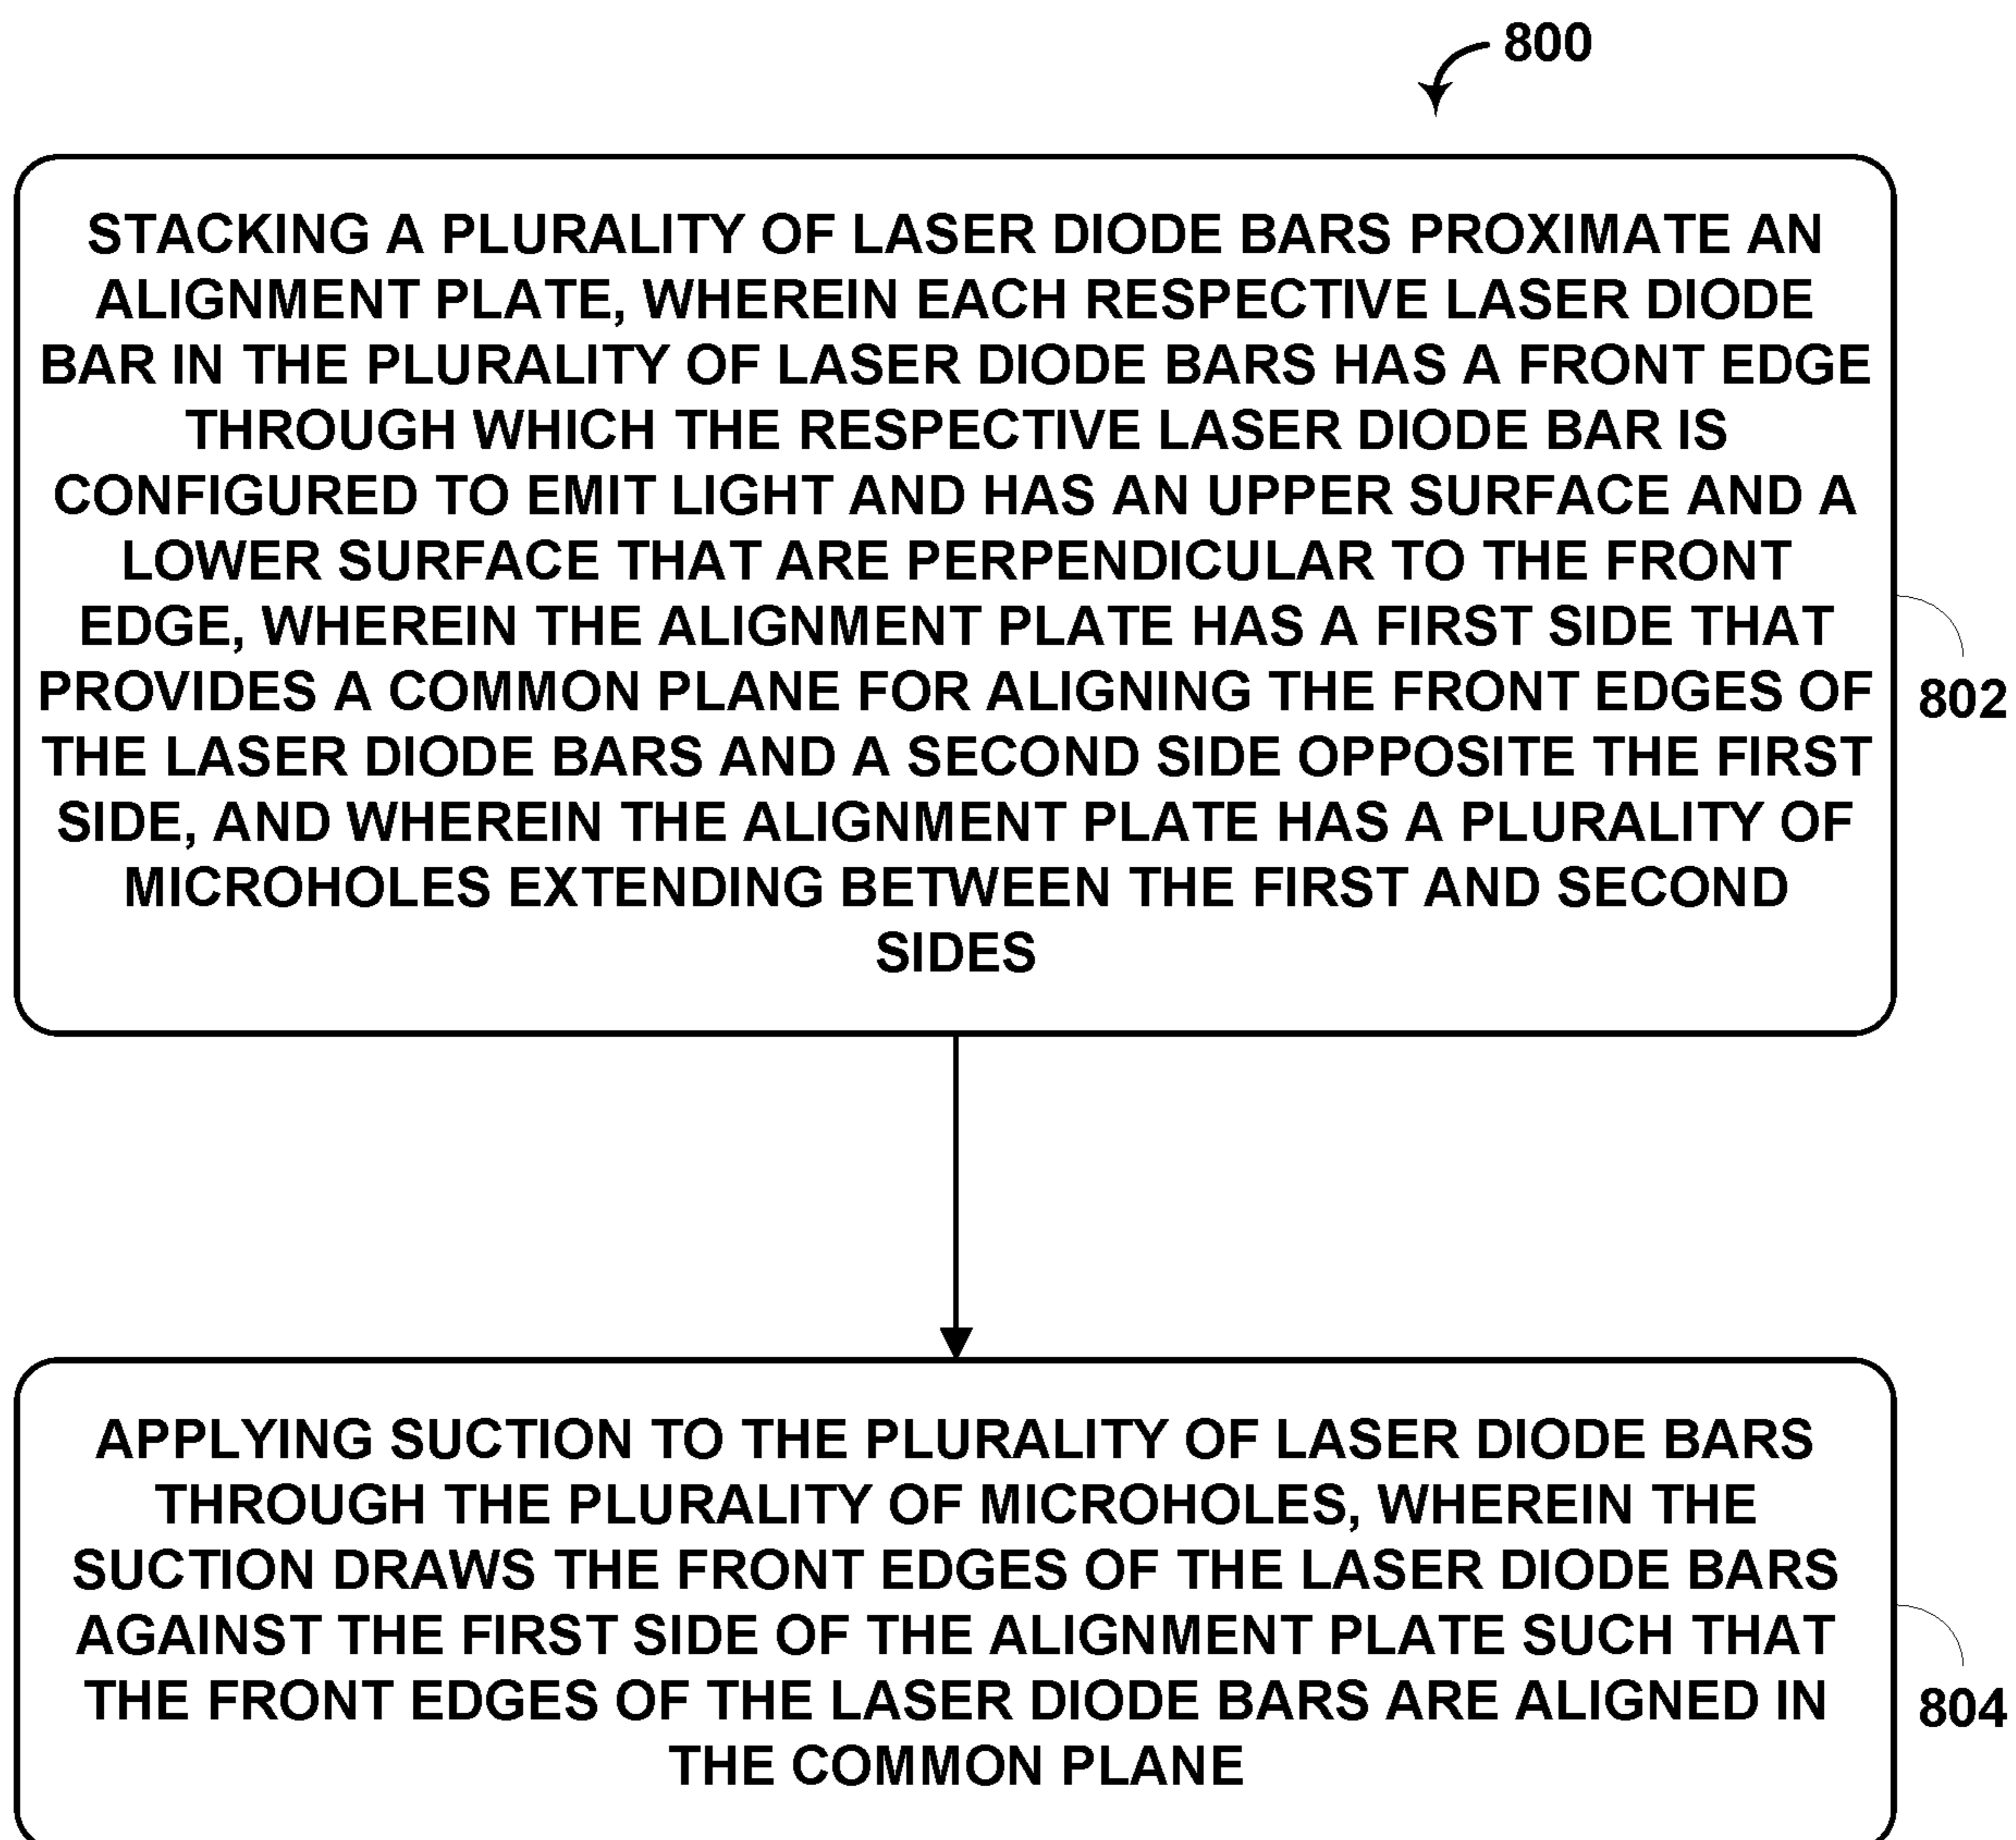 800
STACKING A PLURALITY OF LASER DIODE BARS PROXIMATE AN
ALIGNMENT PLATE, WHEREIN EACH RESPECTIVE LASER DIODE
BAR IN THE PLURALITY OF LASER DIODE BARS HAS A FRONT EDGE
THROUGH WHICH THE RESPECTIVE LASER DIODE BAR IS
CONFIGURED TO EMIT LIGHT AND HAS AN UPPER SURFACE AND A
LOWER SURFACE THAT ARE PERPENDICULAR TO THE FRONT
EDGE, WHEREIN THE ALIGNMENT PLATE HAS A FIRST SIDE THAT
PROVIDES A COMMON PLANE FOR ALIGNING THE FRONT EDGES OF
THE LASER DIODE BARS AND A SECOND SIDE OPPOSITE THE FIRST
SIDE, AND WHEREIN THE ALIGNMENT PLATE HAS A PLURALITY OF
MICROHOLES EXTENDING BETWEEN THE FIRST AND SECOND
SIDES
802
APPLYING SUCTION TO THE PLURALITY OF LASER DIODE BARS
THROUGH THE PLURALITY OF MICROHOLES, WHEREIN THE
SUCTION DRAWS THE FRONT EDGES OF THE LASER DIODE BARS
AGAINST THE FIRST SIDE OF THE ALIGNMENT PLATE SUCH THAT
THE FRONT EDGES OF THE LASER DIODE BARS ARE ALIGNED IN
THE COMMON PLANE
804